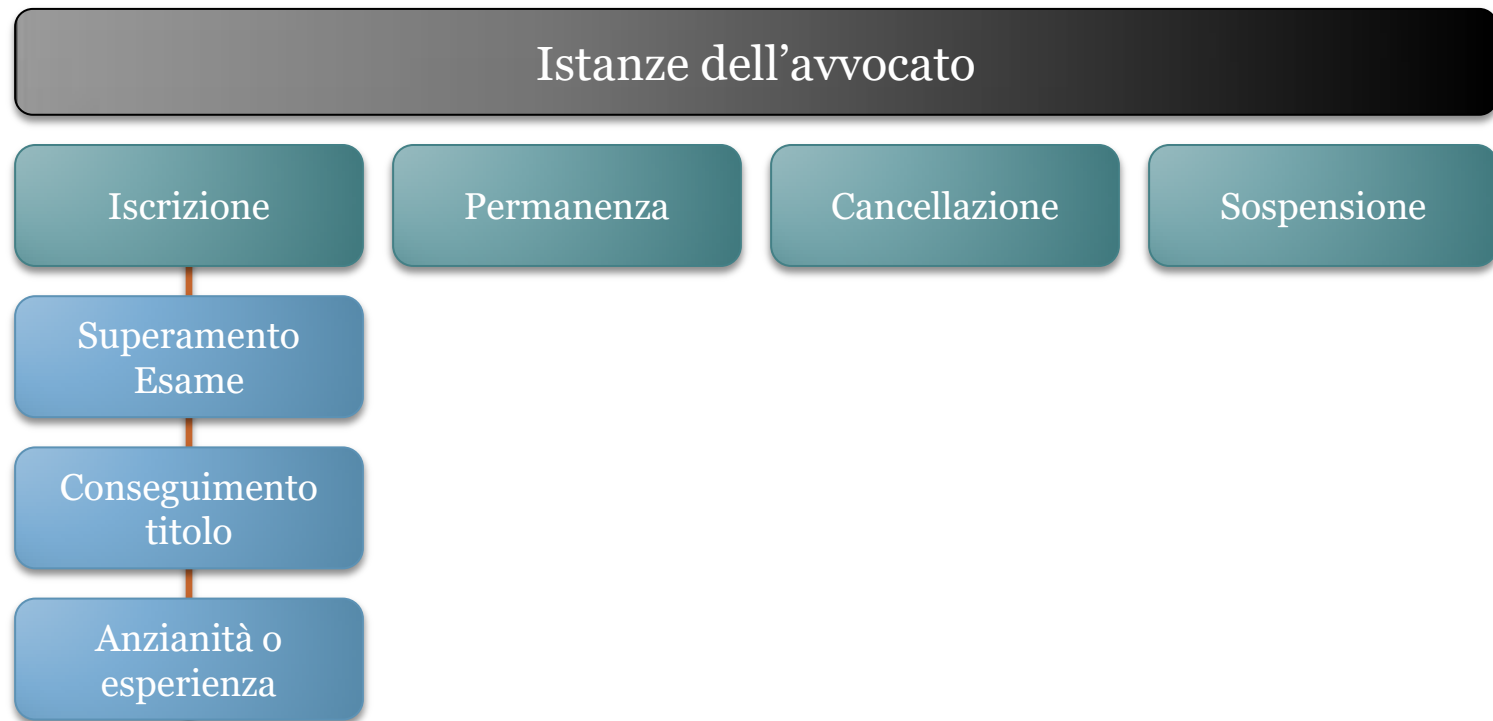 Istanze dell’avvocato
Iscrizione
Permanenza
Cancellazione
Sospensione
Superamento
Esame
Conseguimento
titolo
Anzianità o
esperienza